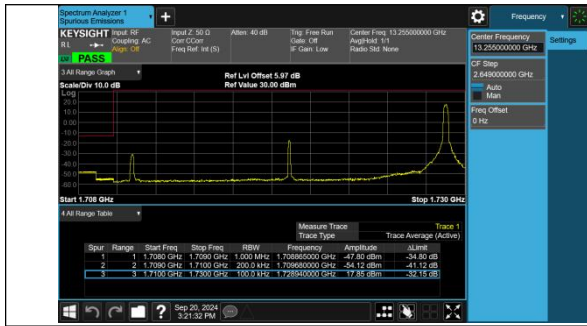 Spectrum Analyzer 1
Spurious Emissions
Frequency
KEYSIGHT
Input: RF
Coupling: AC
Align: Off
Input Z: 50 Ω
Corr CCorr
Freq Ref: Int (S)
Atten: 40 dB
Trig: Free Run
Gate: Off
IF Gain: Low
Center Freq: 13.255000000 GHz
Avg|Hold: 1/1
Radio Std: None
R L
PASS
Center Frequency
13.255000000 GHz
Settings
CF Step
2.649000000 GHz
Auto
Man
Freq Offset
0 Hz
3 All Range Graph
Scale/Div 10.0 dB
Ref Lvl Offset 5.97 dB
Ref Value 30.00 dBm
Log
20.0
10.0
0.00
-10.0
-20.0
-30.0
-40.0
-50.0
-60.0
Start 1.708 GHz
Stop 1.730 GHz
4 All Range Table
Measure Trace Trace 1
Trace Type Trace Average (Active)
Spur Range Start Freq Stop Freq RBW Frequency Amplitude ΔLimit
1 1 1.7080 GHz 1.7090 GHz 1.000 MHz 1.708865000 GHz -47.80 dBm -34.80 dB
2 2 1.7090 GHz 1.7100 GHz 200.0 kHz 1.709680000 GHz -54.12 dBm -41.12 dB
3 3 1.7100 GHz 1.7300 GHz 100.0 kHz 1.728940000 GHz 17.85 dBm -32.15 dB
Sep 20, 2024
3:21:32 PM